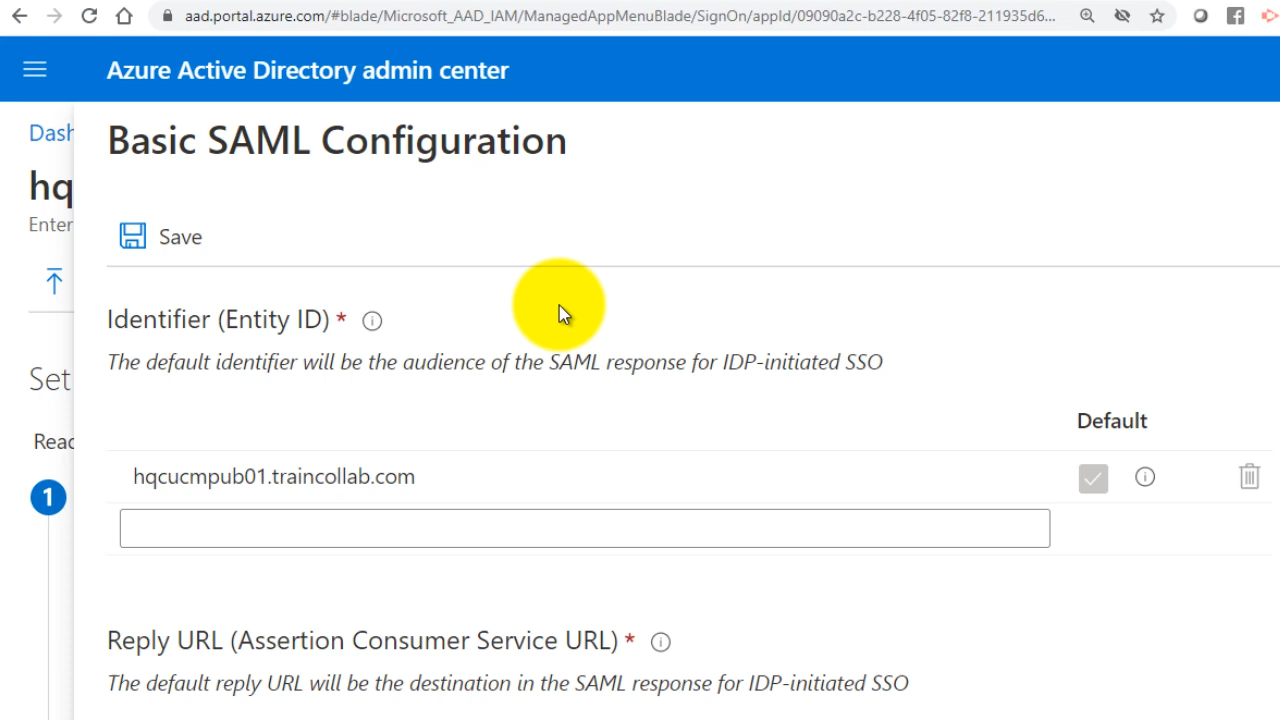 aad.portal.azure.com/#blade/Microsoft_AAD_IAM/ManagedAppMenuBlade/SignOn/appId/09090a2c-b228-4f05-82f8-211935d6...
Azure Active Directory admin center
Dash
Basic SAML Configuration
hq
Enter
Save
Identifier (Entity ID) *
The default identifier will be the audience of the SAML response for IDP-initiated SSO
Set
Default
Read
hqcucmpub01.traincollab.com
1
Reply URL (Assertion Consumer Service URL) *
The default reply URL will be the destination in the SAML response for IDP-initiated SSO